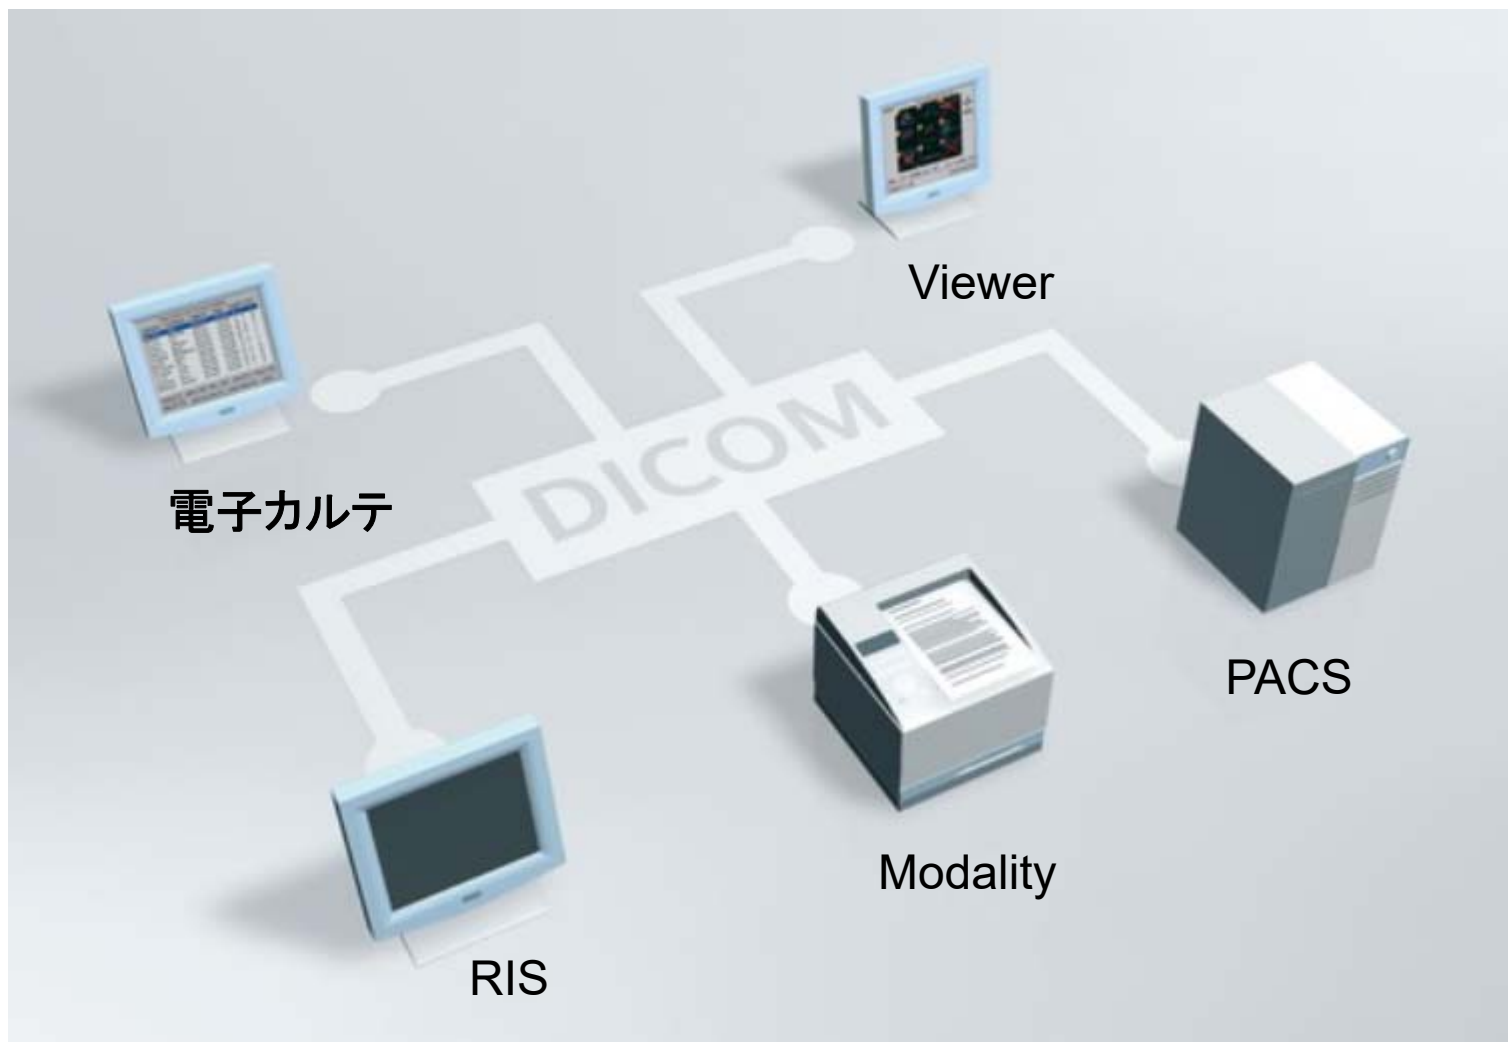 Viewer
電子カルテ
DICOM
PACS
Modality
RIS